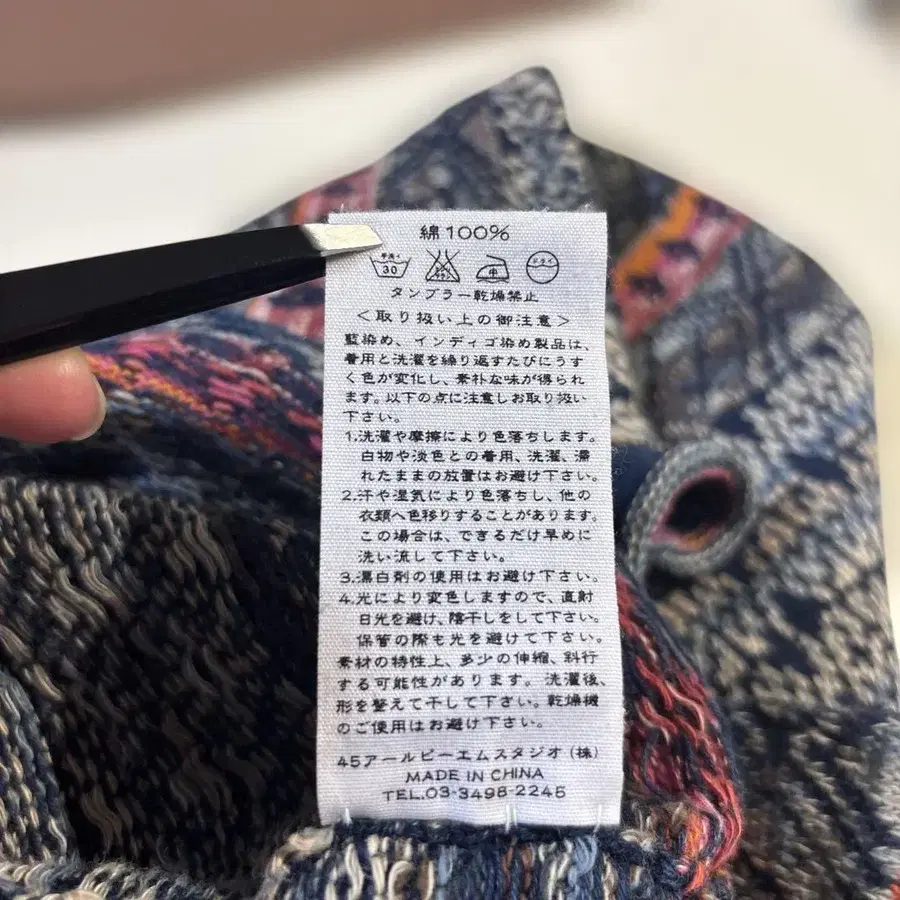 綿100%
手洗イ 30 エンソサラシ 中 ドライ
タンブラー乾燥禁止
＜取り扱い上の御注意＞
藍染め、インディゴ染め製品は、
着用と洗濯を繰り返すたびにうす
く色が変化し、素朴な味が得られ
ます。以下の点に注意しお取り扱い
下さい。
1.洗濯や摩擦により色落ちします。
白物や淡色との着用、洗濯、濡
れたままの放置はお避け下さい。
2.汗や湿気により色落ちし、他の
衣類へ色移りすることがあります。
この場合は、できるだけ早めに
洗い流して下さい。
3.漂白剤の使用はお避け下さい。
4.光により変色しますので、直射
日光を避け、陰干しをして下さい。
保管の際も光を避けて下さい。
素材の特性上、多少の伸縮、斜行
する可能性があります。洗濯後、
形を整えて干して下さい。乾燥機
のご使用はお避け下さい。
45アールピーエムスタジオ(株)
MADE IN CHINA
TEL.03-3498-2245